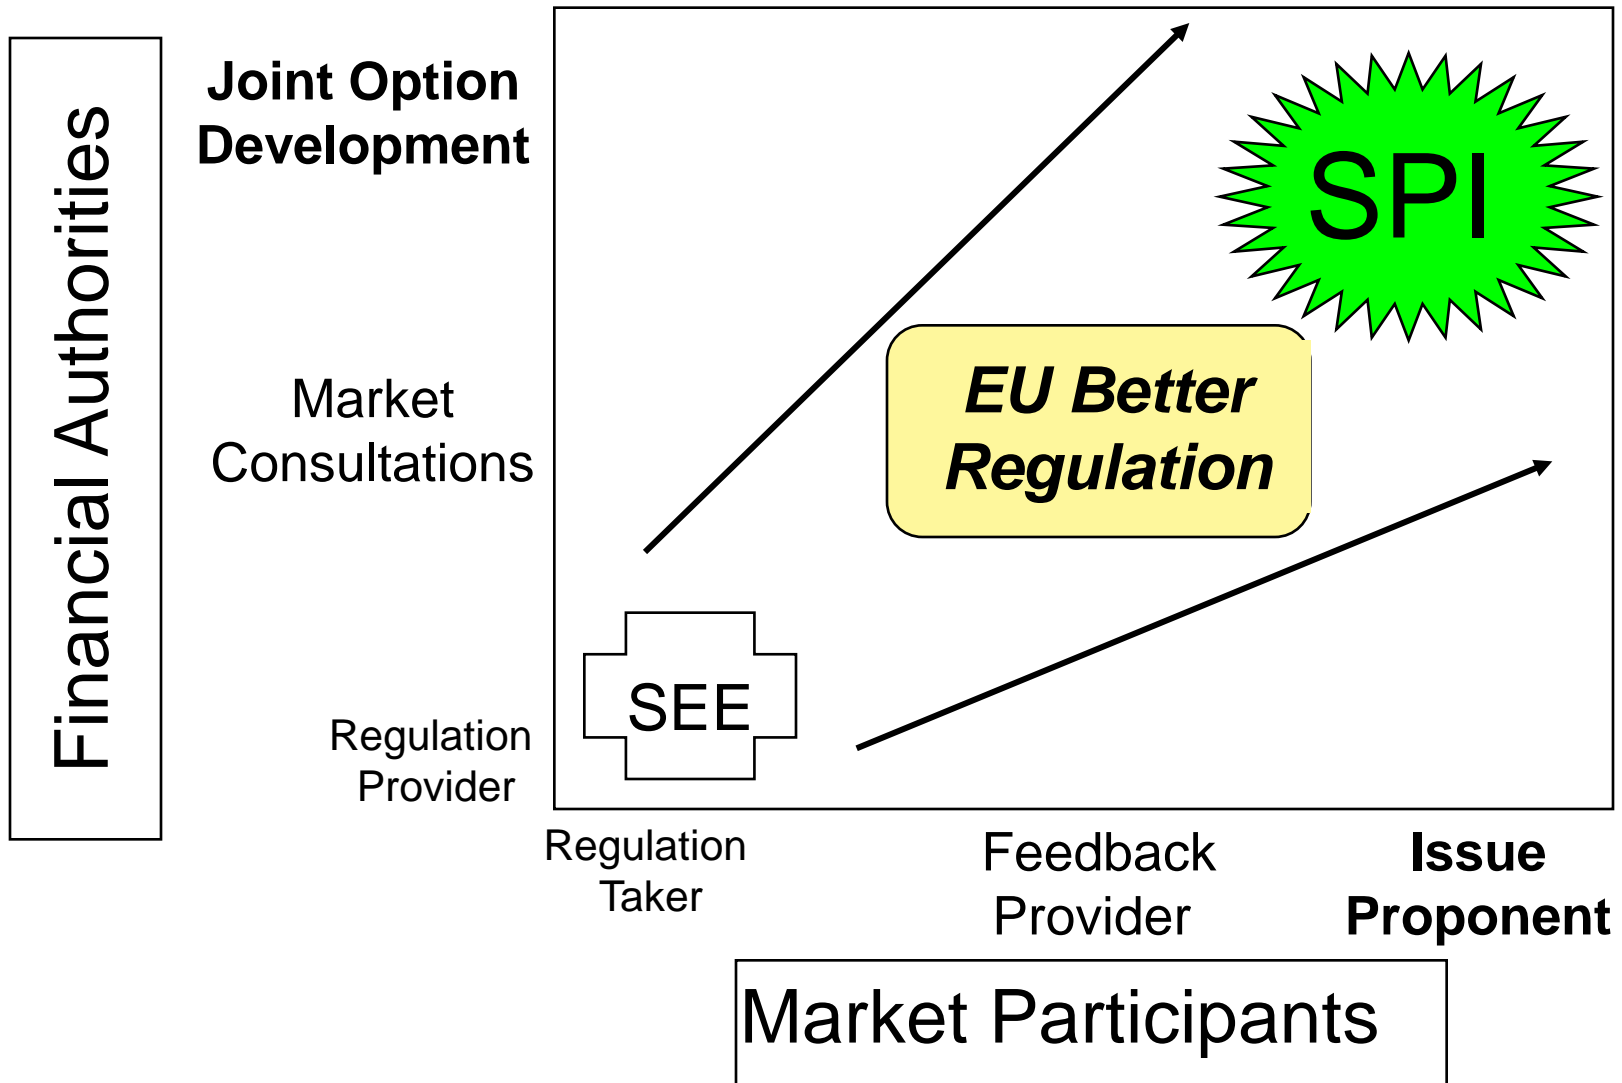 Financial Authorities
Joint Option
Development
Market
Consultations
Regulation
Provider
SPI
EU Better
Regulation
SEE
Regulation
Taker
Feedback
Provider
Issue
Proponent
Market Participants